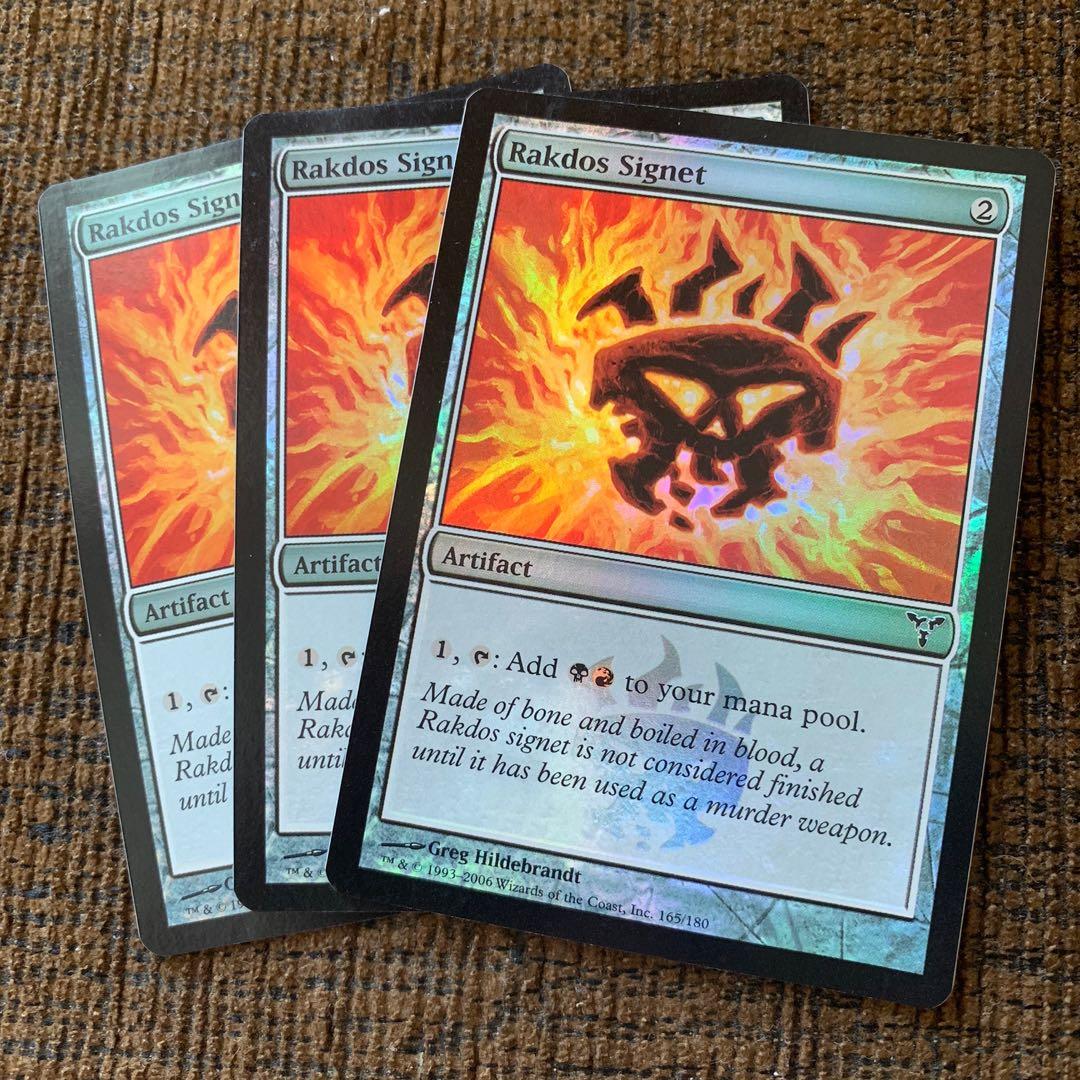 Rakdos Sign
Artifact
1, :
Made
Rakd
until
™ & © 19
Rakdos Sign
Artifact
1,
Made
Rakd
until
™ & ©
Rakdos Signet
2
Artifact
1, : Add to your mana pool.
Made of bone and boiled in blood, a
Rakdos signet is not considered finished
until it has been used as a murder weapon.
Greg Hildebrandt
™ & © 1993–2006 Wizards of the Coast, Inc. 165/180